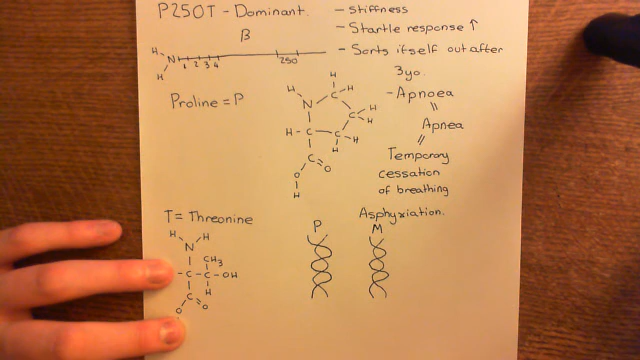 P250T - Dominant.
- Stiffness
- Startle response ↑
- Sorts itself out after
3yo.
- Apnoea
=
Apnea
=
Temporary
cessation
of breathing
Asphyxiation.
β
H
N
H
1 2 3 4 250
Proline = P
H
H C H
N H
C H
H - C - C - H
H
C
O O
H
T = Threonine
H H
N CH3
- C - C - OH
H
C
O O
P M